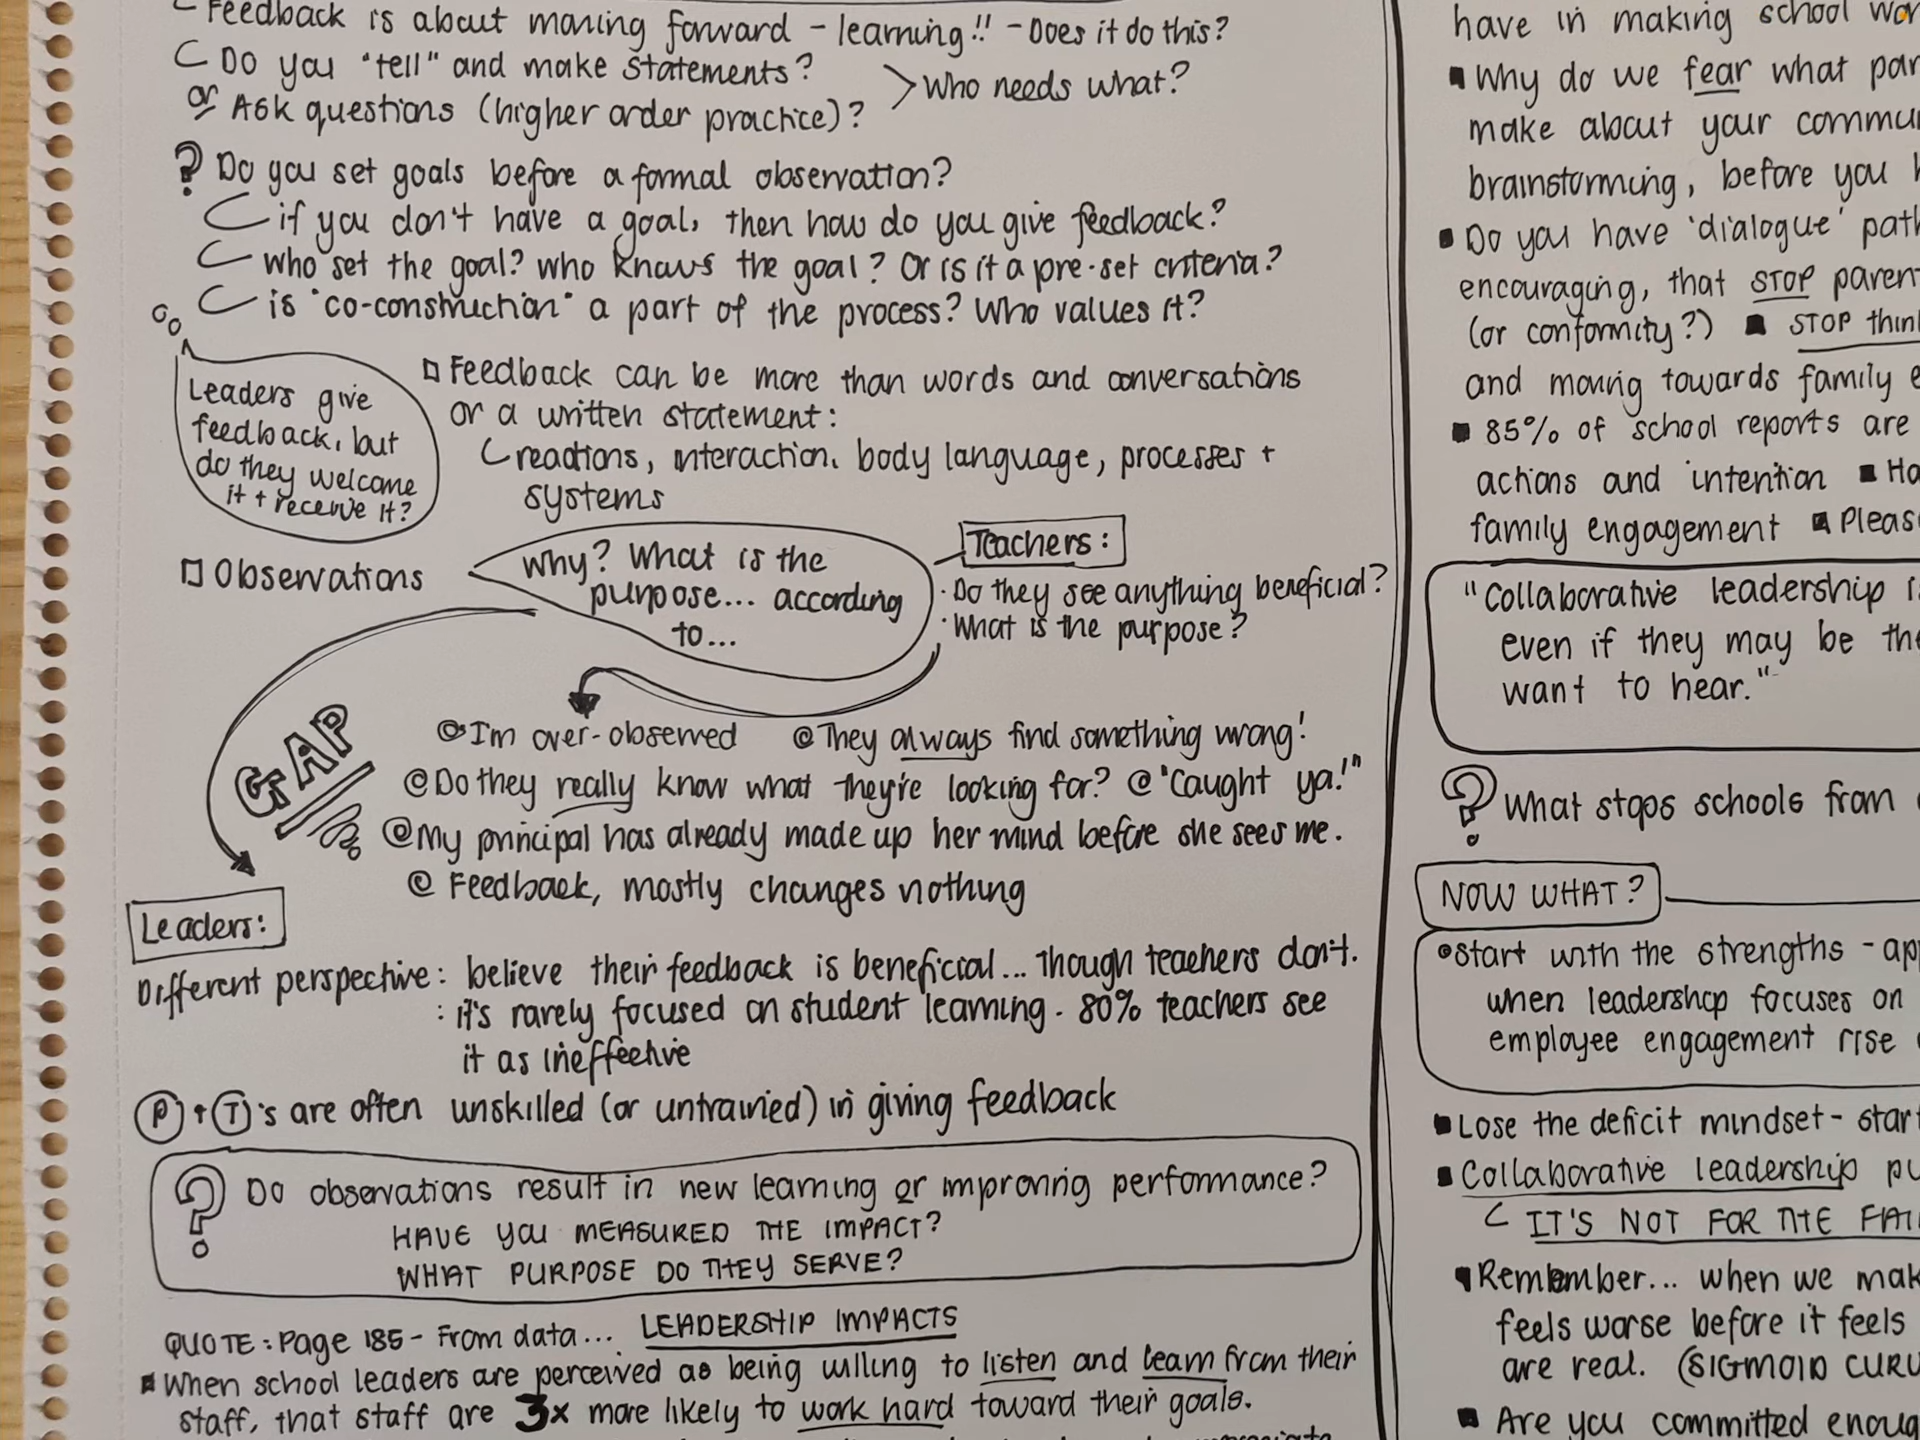 Feedback is about moving forward - learning!! - Does it do this?
Do you "tell" and make statements?
or Ask questions (higher order practice)?
Who needs what?
? Do you set goals before a formal observation?
if you don't have a goal, then how do you give feedback?
who set the goal? who knows the goal? Or is it a pre-set criteria?
is "co-construction" a part of the process? Who values it?
Leaders give
feedback, but
do they welcome
it + receive it?
Feedback can be more than words and conversations
or a written statement:
reactions, interaction, body language, processes +
systems
Observations
Why? What is the
purpose... according
to...
Teachers:
· Do they see anything beneficial?
· What is the purpose?
GAP
@ I'm over-observed @ They always find something wrong!
@ Do they really know what they're looking for? @ "Caught ya!"
@ My principal has already made up her mind before she sees me.
@ Feedback, mostly changes nothing
Leaders:
Different perspective: believe their feedback is beneficial... though teachers don't.
: it's rarely focused on student learning. 80% teachers see
it as ineffective
P + T's are often unskilled (or untrained) in giving feedback
? Do observations result in new learning or improving performance?
HAVE YOU MEASURED THE IMPACT?
WHAT PURPOSE DO THEY SERVE?
QUOTE: Page 185 - From data... LEADERSHIP IMPACTS
When school leaders are perceived as being willing to listen and learn from their
staff, that staff are 3x more likely to work hard toward their goals.
have in making school
Why do we fear what
make about your
brainstorming, before you
Do you have 'dialogue'
encouraging, that STOP
(or conformity?) STOP
and moving towards family
85% of school reports are
actions and intention
family engagement
"Collaborative leadership
even if they may be
want to hear."
? What stops schools from
NOW WHAT?
Start with the strengths -
when leadership focuses on
employee engagement rise
Lose the deficit mindset -
Collaborative leadership
IT'S NOT FOR THE
Remember... when we
feels worse before it feels
are real. (SIGMOID
Are you committed